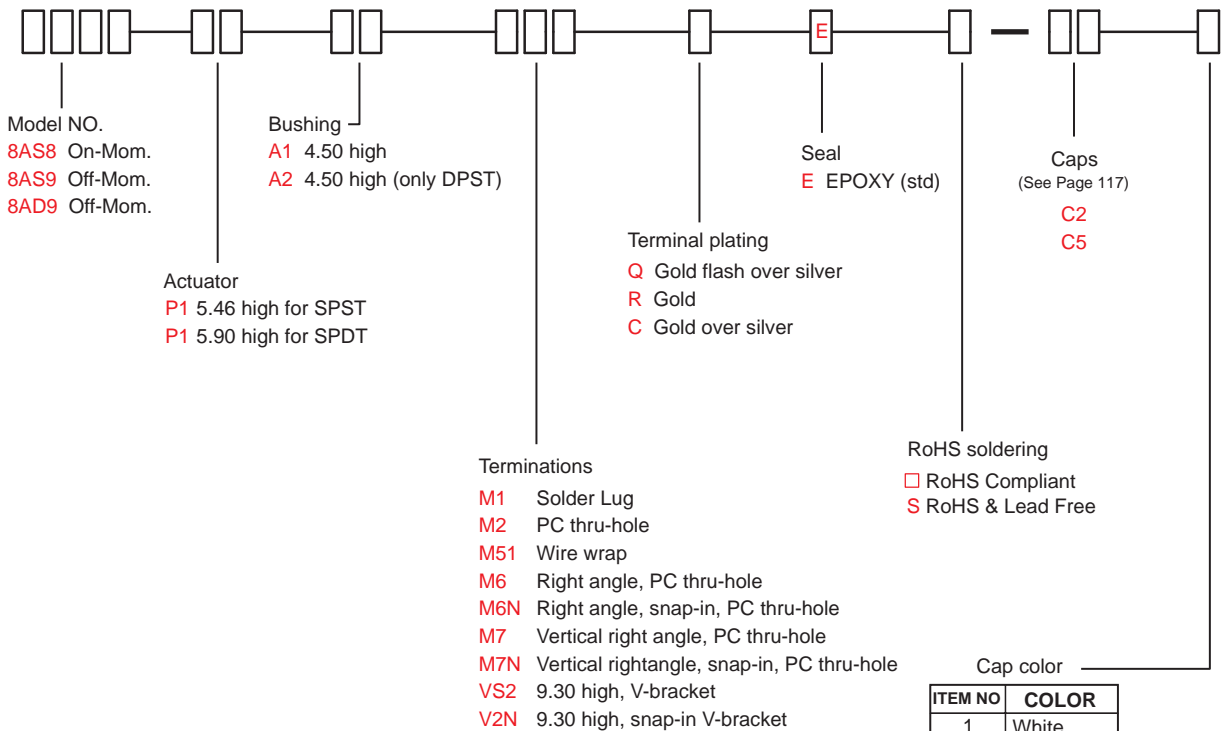 E
Model NO.
8AS8 On-Mom.
8AS9 Off-Mom.
8AD9 Off-Mom.
Bushing
A1 4.50 high
A2 4.50 high (only DPST)
Seal
E EPOXY (std)
Caps
(See Page 117)
C2
C5
Terminal plating
Q Gold flash over silver
R Gold
C Gold over silver
Actuator
P1 5.46 high for SPST
P1 5.90 high for SPDT
RoHS soldering
□ RoHS Compliant
S RoHS & Lead Free
Terminations
M1 Solder Lug
M2 PC thru-hole
M51 Wire wrap
M6 Right angle, PC thru-hole
M6N Right angle, snap-in, PC thru-hole
M7 Vertical right angle, PC thru-hole
M7N Vertical rightangle, snap-in, PC thru-hole
VS2 9.30 high, V-bracket
V2N 9.30 high, snap-in V-bracket
Cap color
ITEM NO COLOR
1 White